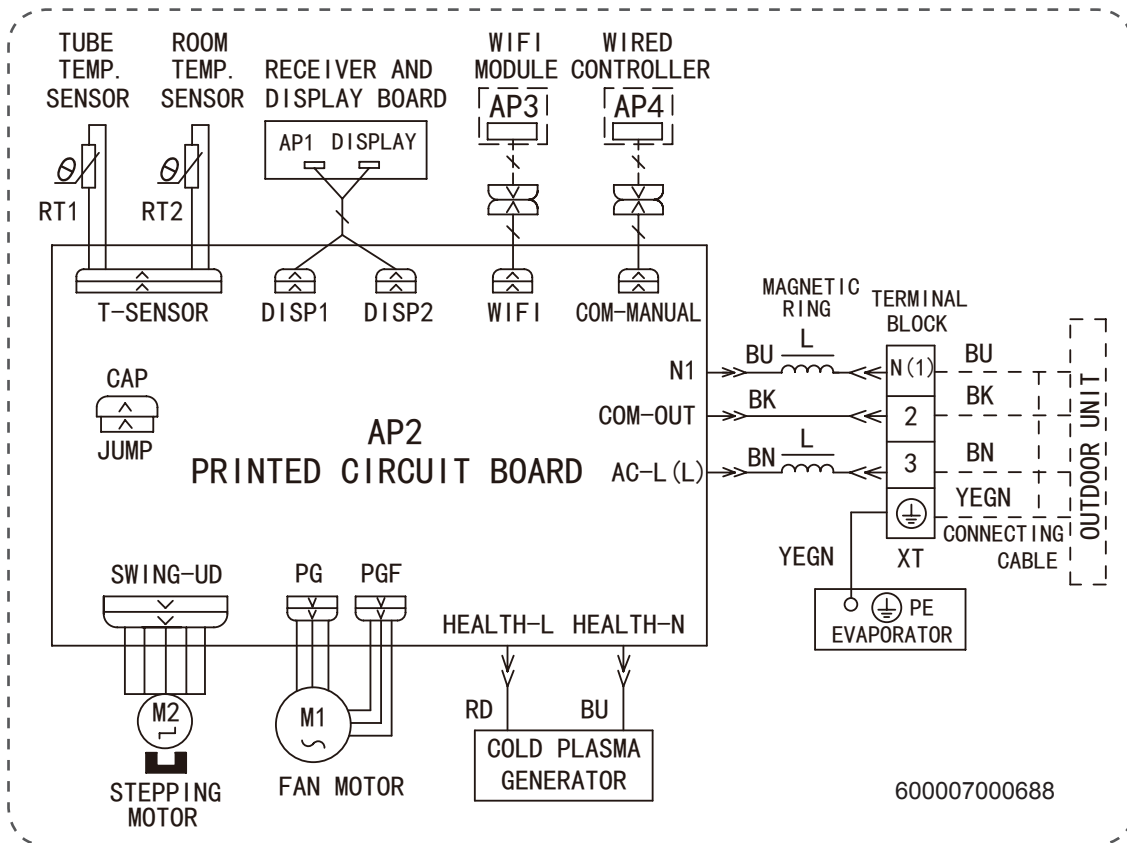 TUBE
TEMP.
SENSOR
ROOM
TEMP.
SENSOR
RECEIVER AND
DISPLAY BOARD
WIFI
MODULE
WIRED
CONTROLLER
AP1 DISPLAY
AP3
AP4
θ
RT1
θ
RT2
T-SENSOR
DISP1
DISP2
WIFI
COM-MANUAL
MAGNETIC
RING
TERMINAL
BLOCK
CAP
JUMP
AP2
PRINTED CIRCUIT BOARD
N1
BU
L
N(1)
BU
COM-OUT
BK
2
BK
AC-L(L)
BN
L
3
BN
YEGN
OUTDOOR UNIT
CONNECTING
CABLE
XT
YEGN
PE
EVAPORATOR
SWING-UD
PG
PGF
HEALTH-L
HEALTH-N
M2
M1
RD
BU
STEPPING
MOTOR
FAN MOTOR
COLD PLASMA
GENERATOR
600007000688